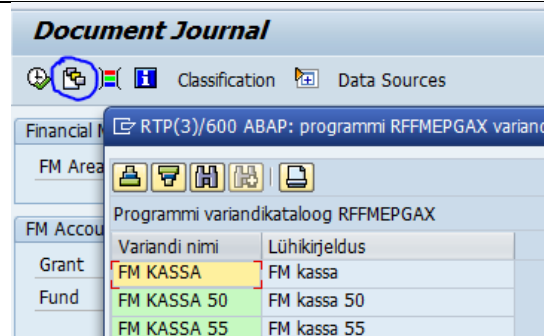 Document Journal
Classification Data Sources
Financial M
RTP(3)/600 ABAP: programmi RFFMEPGAX variand
FM Area
Programmi variandikataloog RFFMEPGAX
FM Accou
Variandi nimi Lühikirjeldus
Grant
FM KASSA FM kassa
Fund
FM KASSA 50 FM kassa 50
FM KASSA 55 FM kassa 55